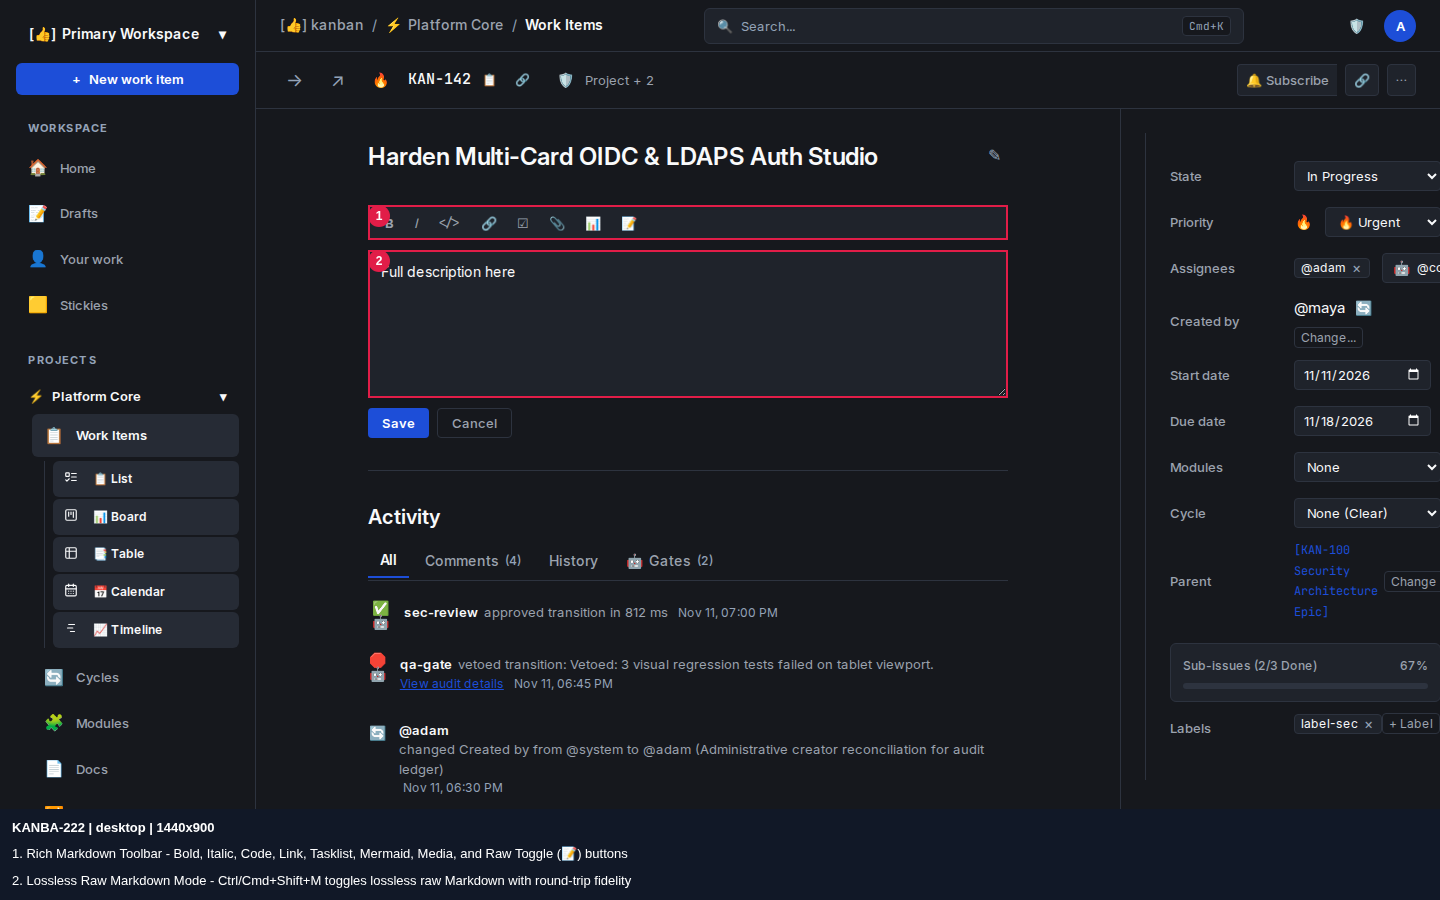 [👍] Primary Workspace ▼
+ New work item
WORKSPACE
🏠 Home
📝 Drafts
👤 Your work
🟨 Stickies
PROJECTS
⚡ Platform Core ▼
📋 Work Items
📋 List
📊 Board
📑 Table
📅 Calendar
📈 Timeline
🔄 Cycles
🧩 Modules
📄 Docs
[👍] kanban / ⚡ Platform Core / Work Items
🔍 Search... Cmd+K
🛡️ A
→ ↗ 🔥 KAN-142 📋 🔗 🛡️ Project + 2
🔔 Subscribe 🔗 ...
Harden Multi-Card OIDC & LDAPS Auth Studio ✎
1 B I </> 🔗 ☑ 📎 📊 📝
2
Full description here
Save Cancel
Activity
All Comments (4) History 🤖 Gates (2)
✅🤖 sec-review approved transition in 812 ms Nov 11, 07:00 PM
🛑🤖 qa-gate vetoed transition: Vetoed: 3 visual regression tests failed on tablet viewport.
View audit details Nov 11, 06:45 PM
🔄 @adam
changed Created by from @system to @adam (Administrative creator reconciliation for audit
ledger)
Nov 11, 06:30 PM
State In Progress
Priority 🔥 🔥 Urgent
Assignees @adam × 🤖 @co
Created by @maya 🔄
Change...
Start date 11/11/2026
Due date 11/18/2026
Modules None
Cycle None (Clear)
Parent [KAN-100
Security
Architecture
Epic]
Change
Sub-issues (2/3 Done) 67%
Labels label-sec × + Label
KANBA-222 | desktop | 1440x900
1. Rich Markdown Toolbar - Bold, Italic, Code, Link, Tasklist, Mermaid, Media, and Raw Toggle (📝) buttons
2. Lossless Raw Markdown Mode - Ctrl/Cmd+Shift+M toggles lossless raw Markdown with round-trip fidelity